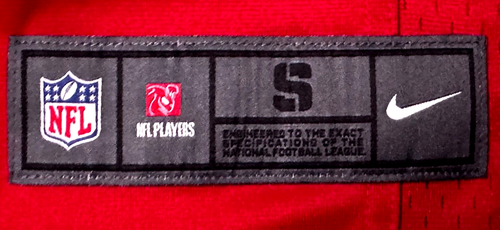 NFL
NFL PLAYERS
S
ENGINEERED TO THE EXACT
SPECIFICATIONS OF THE
NATIONAL FOOTBALL LEAGUE.